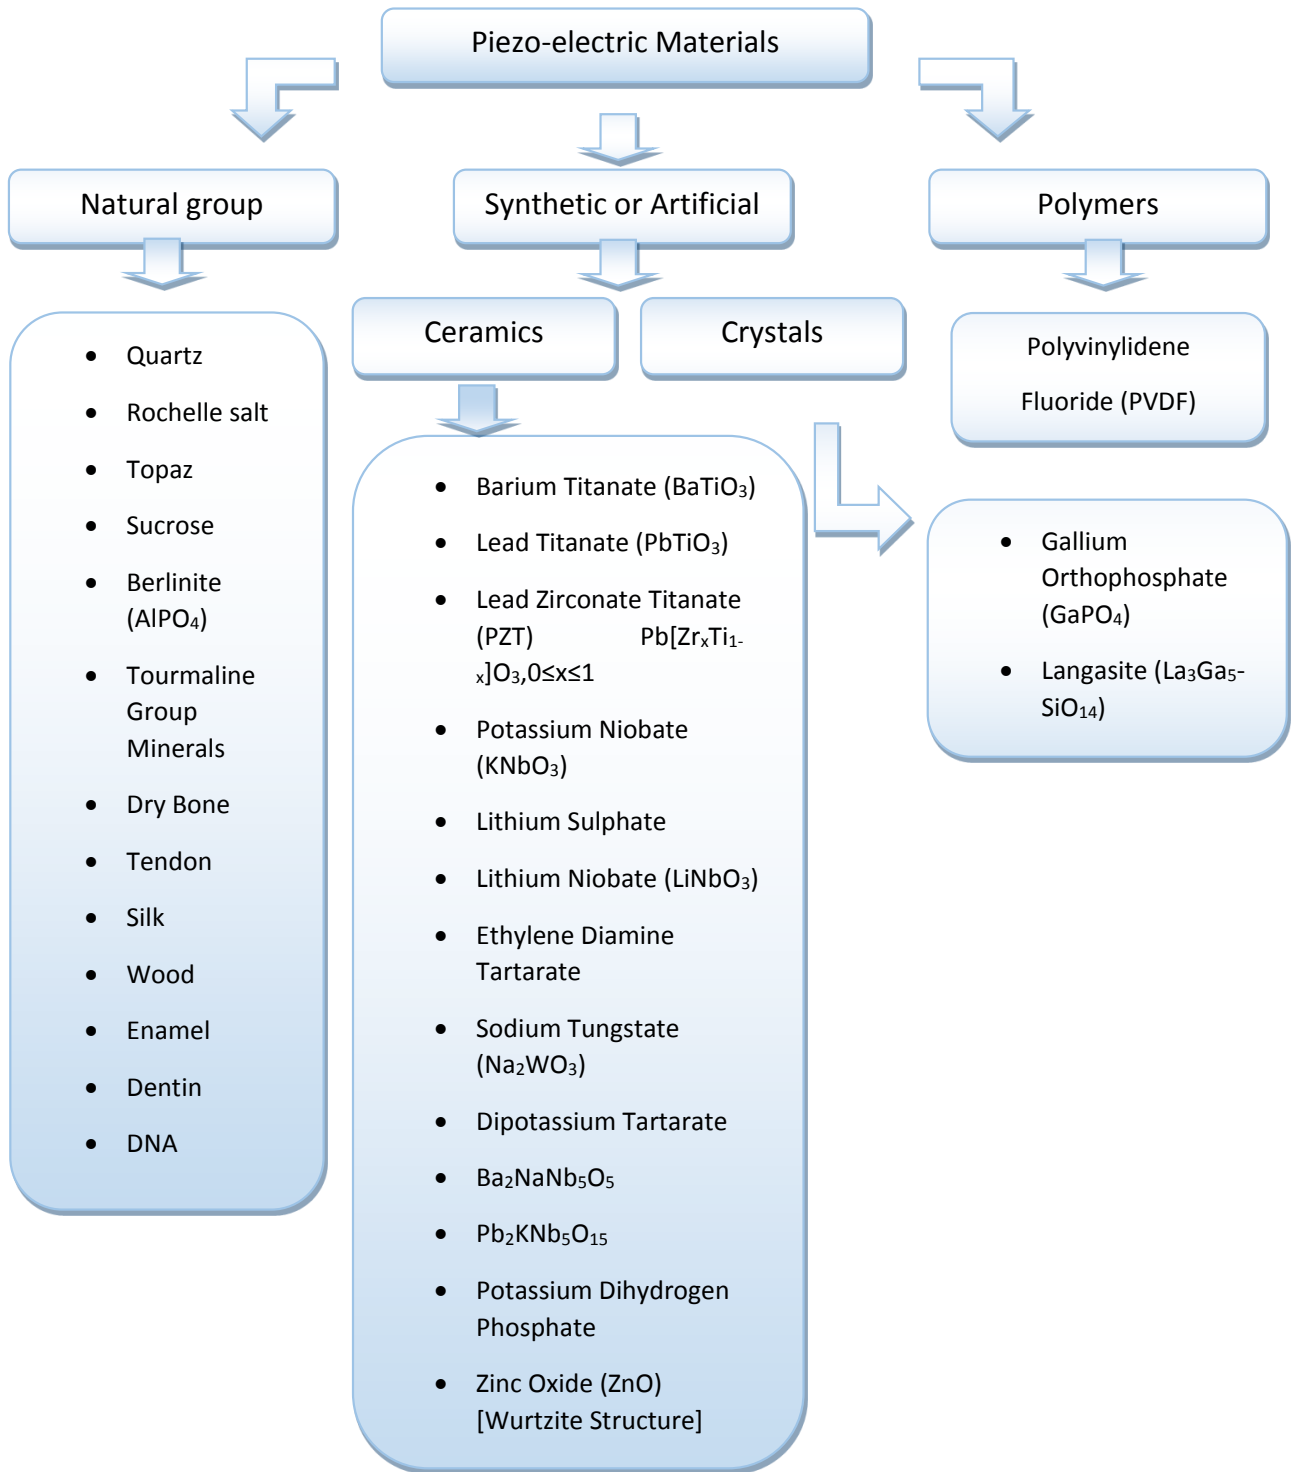 Piezo-electric Materials
Natural group
Synthetic or Artificial
Polymers
• Quartz
• Rochelle salt
• Topaz
• Sucrose
• Berlinite
(AlPO₄)
• Tourmaline
Group
Minerals
• Dry Bone
• Tendon
• Silk
• Wood
• Enamel
• Dentin
• DNA
Ceramics
Crystals
• Barium Titanate (BaTiO₃)
• Lead Titanate (PbTiO₃)
• Lead Zirconate Titanate
(PZT) Pb[ZrₓTi₁₋
ₓ]O₃,0≤x≤1
• Potassium Niobate
(KNbO₃)
• Lithium Sulphate
• Lithium Niobate (LiNbO₃)
• Ethylene Diamine
Tartarate
• Sodium Tungstate
(Na₂WO₃)
• Dipotassium Tartarate
• Ba₂NaNb₅O₅
• Pb₂KNb₅O₁₅
• Potassium Dihydrogen
Phosphate
• Zinc Oxide (ZnO)
[Wurtzite Structure]
Polyvinylidene
Fluoride (PVDF)
• Gallium
Orthophosphate
(GaPO₄)
• Langasite (La₃Ga₅-
SiO₁₄)